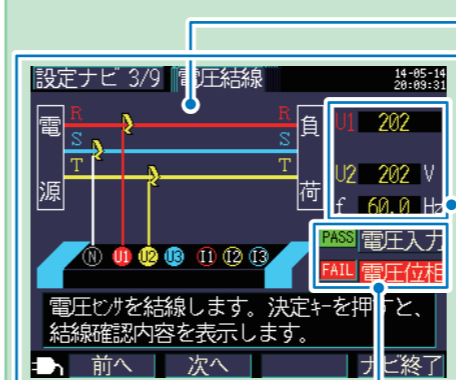 設定ナビ 3/9 電圧結線
14-05-14
20:09:31
電源
R R
S S
T T
負荷
U1 202
U2 202 V
f 60.0 Hz
PASS 電圧入力
FAIL 電圧位相
N U1 U2 U3 I1 I2 I3
電圧センサを結線します。決定キーを押すと、
結線確認内容を表示します。
前へ 次へ ナビ終了